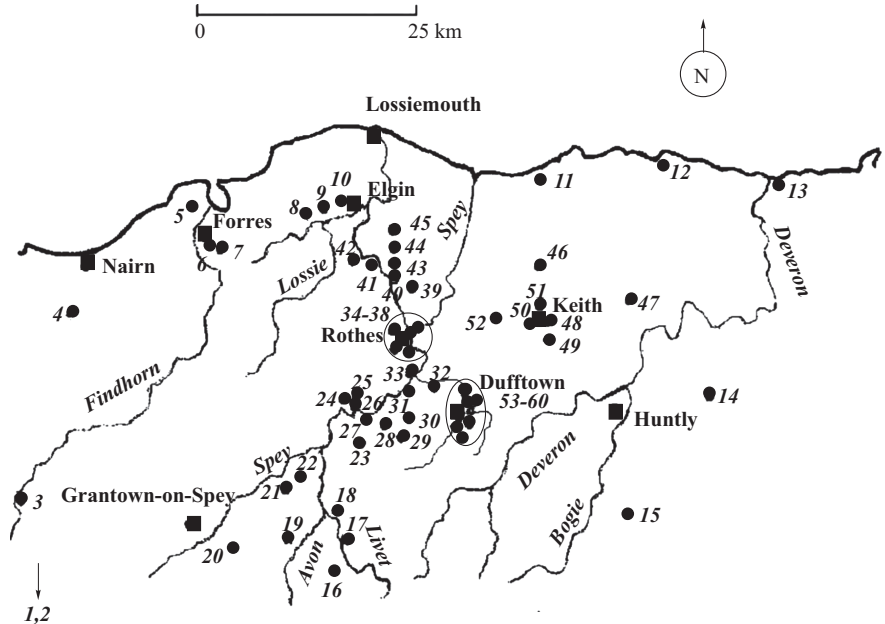 0 25 km
N
Lossiemouth
12
11
13
10
Elgin
9
8
5
45
Forres
44
Spey
6 7
42
43
46
Nairn
Lossie
41
40 39
Deveron
51
4
34-38
50 Keith
47
52
48
Rothes
49
Findhorn
33 32
Dufftown
25
24
26
31
53-60
14
30
Huntly
27
28 29
23
Spey
22
Deveron
21
Grantown-on-Spey
3
18
Bogie
15
19
17
20
Avon
Livet
16
1,2